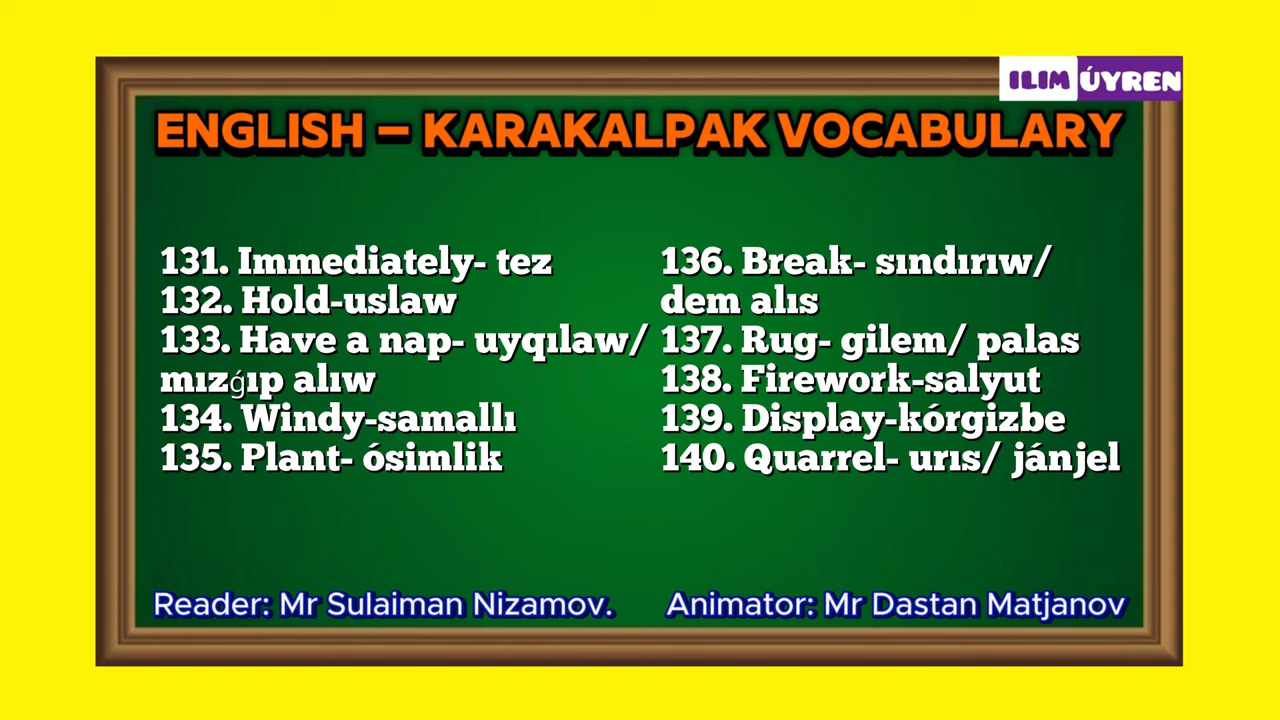 ILIM ÚYREN
ENGLISH – KARAKALPAK VOCABULARY
131. Immediately- tez
132. Hold-uslaw
133. Have a nap- uyqılaw/
mızǵıp alıw
134. Windy-samallı
135. Plant- ósimlik
136. Break- sındırıw/
dem alıs
137. Rug- gilem/ palas
138. Firework-salyut
139. Display-kórgizbe
140. Quarrel- urıs/ jánjel
Reader: Mr Sulaiman Nizamov.
Animator: Mr Dastan Matjanov